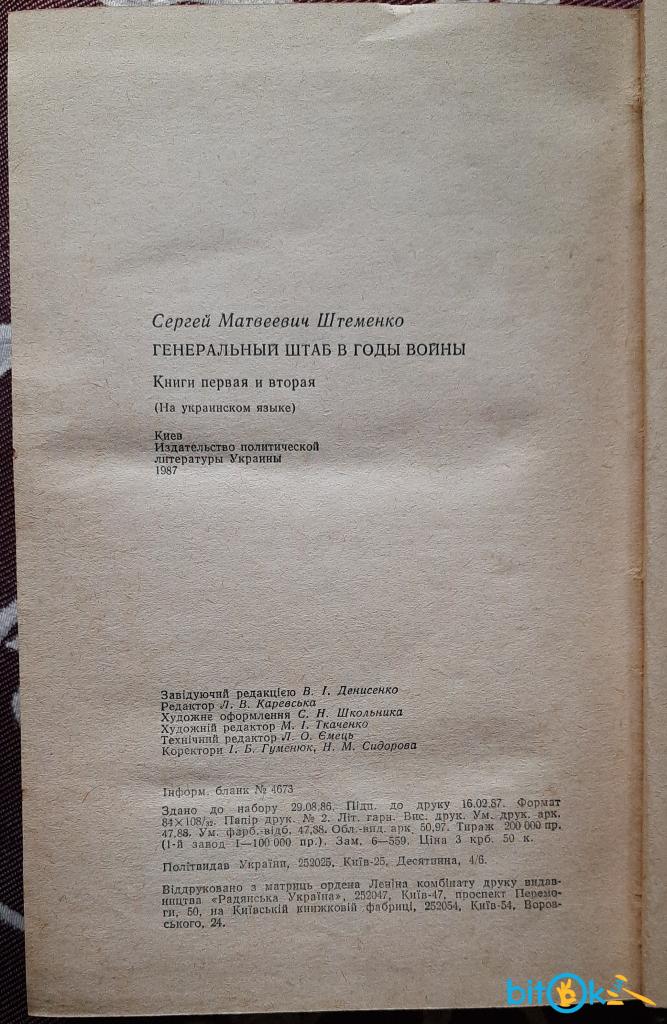 Сергей Матвеевич Штеменко
ГЕНЕРАЛЬНЫЙ ШТАБ В ГОДЫ ВОЙНЫ
Книги первая и вторая
(На украинском языке)
Киев
Издательство политической
литературы Украины
1987
Завідуючий редакцією В. І. Денисенко
Редактор Л. В. Каревська
Художнє оформлення С. Н. Школьника
Художній редактор М. І. Ткаченко
Технічний редактор Л. О. Ємець
Коректори І. Б. Гуменюк, Н. М. Сидорова
Інформ. бланк № 4673
Здано до набору 29.08.86. Підп. до друку 16.02.87. Формат
84×108/32. Папір друк. № 2. Літ. гарн. Вис. друк. Ум. друк. арк.
47,88. Ум. фарб.-відб. 47,88. Обл.-вид. арк. 50,97. Тираж 200 000 пр.
(1-й завод 1—100 000 пр.). Зам. 6—559. Ціна 3 крб. 50 к.
Політвидав України, 252025, Київ-25, Десятинна, 4/6.
Віддруковано з матриць ордена Леніна комбінату друку видав-
ництва «Радянська Україна», 252047, Київ-47, проспект Перемо-
ги, 50, на Київській книжковій фабриці, 252054, Київ-54, Воров-
ського, 24.
bitOk